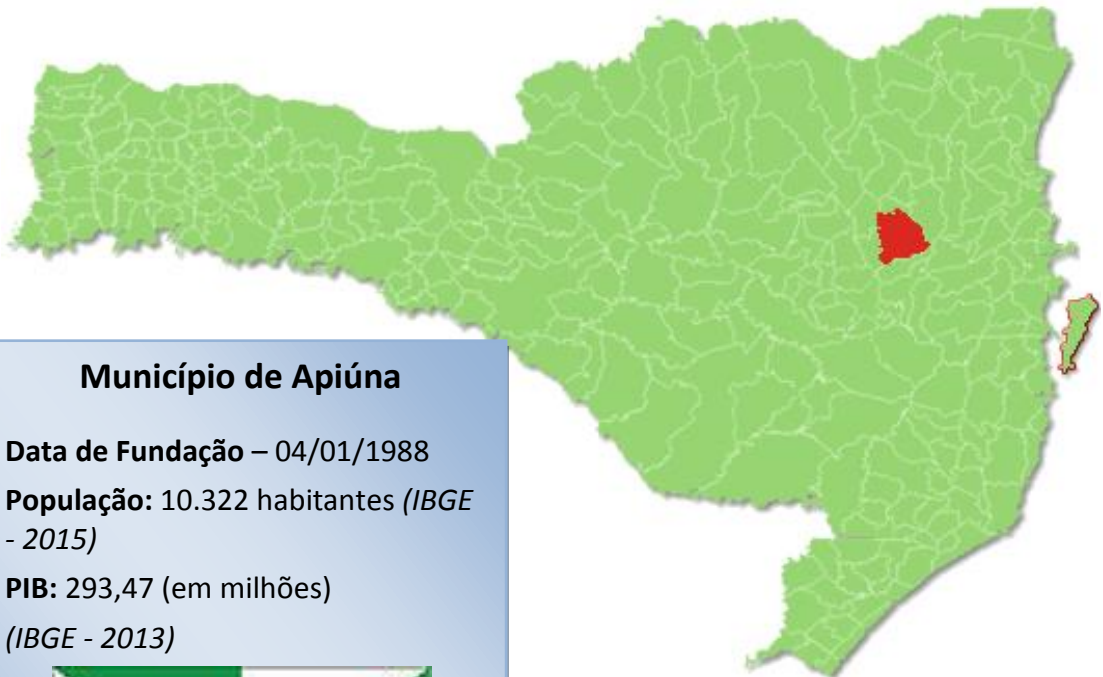 Município de Apiúna
Data de Fundação – 04/01/1988
População: 10.322 habitantes (IBGE
- 2015)
PIB: 293,47 (em milhões)
(IBGE - 2013)